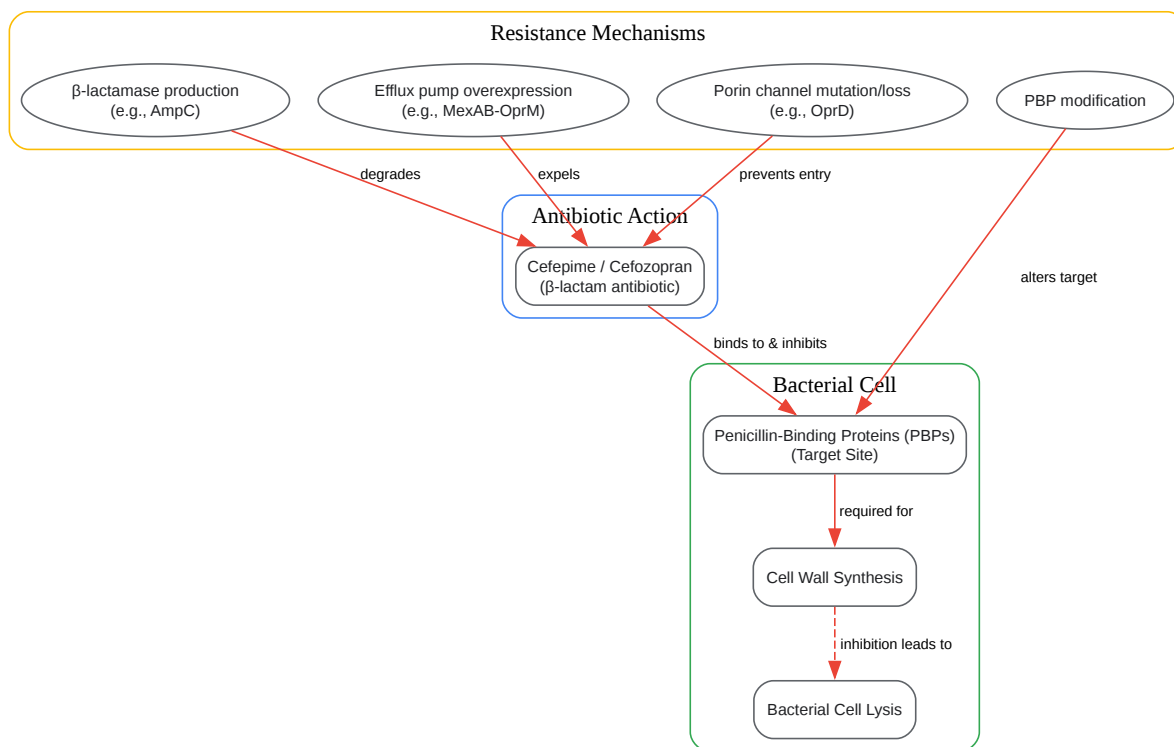 Resistance Mechanisms
β-lactamase production
(e.g., AmpC)
Efflux pump overexpression
(e.g., MexAB-OprM)
Porin channel mutation/loss
(e.g., OprD)
PBP modification
degrades
expels
prevents entry
Antibiotic Action
Cefepime / Cefozopran
(β-lactam antibiotic)
alters target
binds to & inhibits
Bacterial Cell
Penicillin-Binding Proteins (PBPs)
(Target Site)
required for
Cell Wall Synthesis
inhibition leads to
Bacterial Cell Lysis